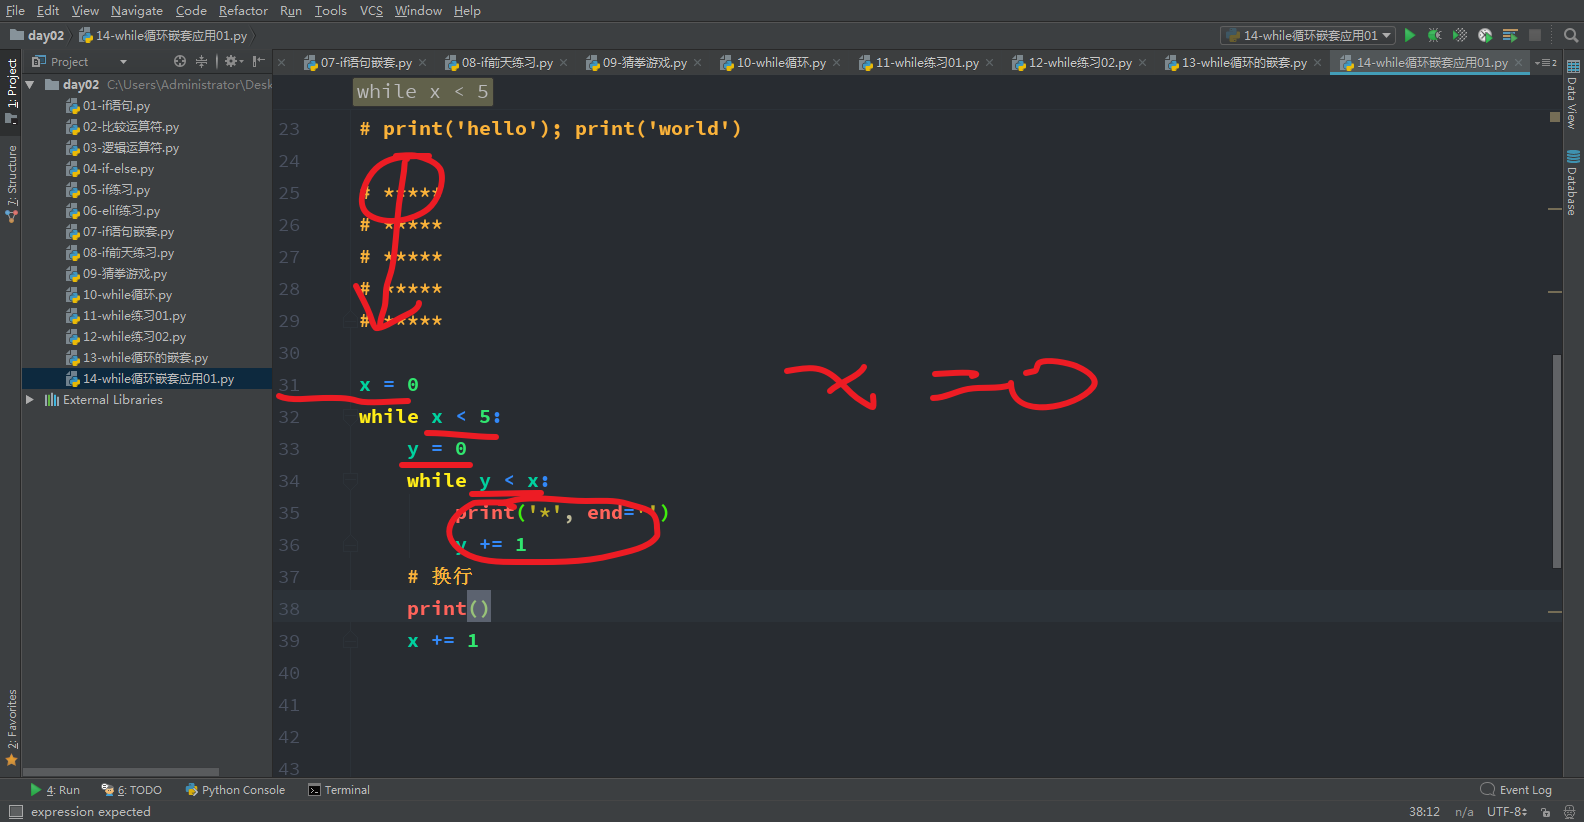 File Edit View Navigate Code Refactor Run Tools VCS Window Help
day02 14-while循环嵌套应用01.py 14-while循环嵌套应用01
Project 07-if语句嵌套.py 08-if前天练习.py 09-猜拳游戏.py 10-while循环.py 11-while练习01.py 12-while练习02.py 13-while循环的嵌套.py 14-while循环嵌套应用01.py 2
1: Project
7: Structure
2: Favorites
day02 C:\Users\Administrator\Desk
01-if语句.py
02-比较运算符.py
03-逻辑运算符.py
04-if-else.py
05-if练习.py
06-elif练习.py
07-if语句嵌套.py
08-if前天练习.py
09-猜拳游戏.py
10-while循环.py
11-while练习01.py
12-while练习02.py
13-while循环的嵌套.py
14-while循环嵌套应用01.py
External Libraries
while x < 5
23 # print('hello'); print('world')
24
25 # *****
26 # *****
27 # *****
28 # *****
29 # *****
30
31 x = 0
32 while x < 5:
33 y = 0
34 while y < x:
35 print('*', end='')
36 y += 1
37 # 换行
38 print()
39 x += 1
40
41
42
43
x = 0
Data View
Database
4: Run 6: TODO Python Console Terminal Event Log
expression expected 38:12 n/a UTF-8